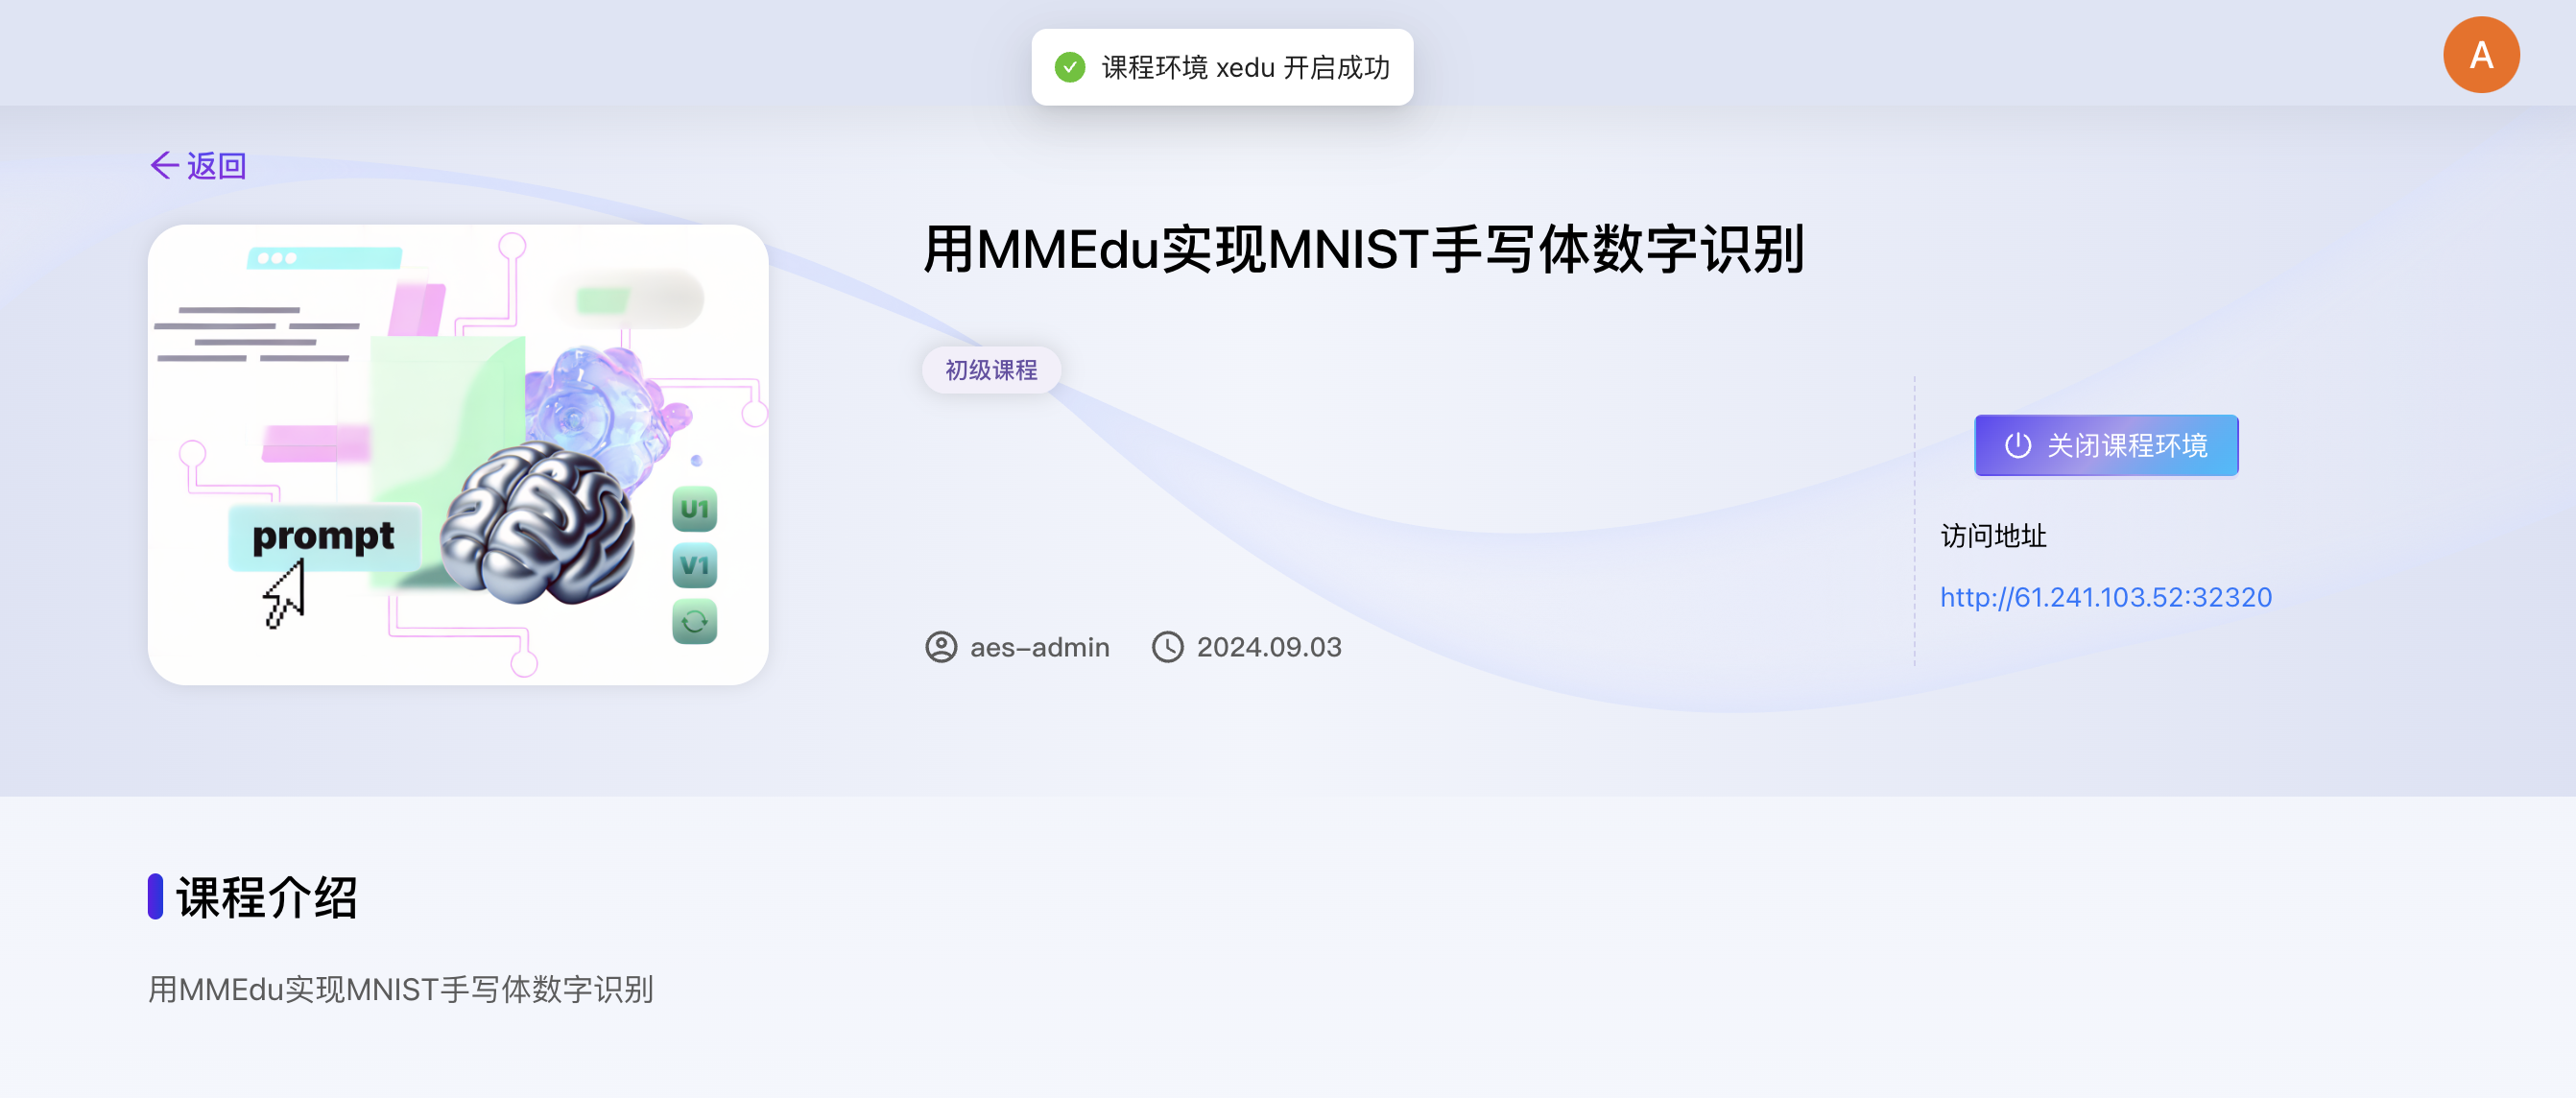 课程环境 xedu 开启成功
A
返回
prompt
U1
V1
用MMEdu实现MNIST手写体数字识别
初级课程
aes-admin 2024.09.03
关闭课程环境
访问地址
http://61.241.103.52:32320
课程介绍
用MMEdu实现MNIST手写体数字识别